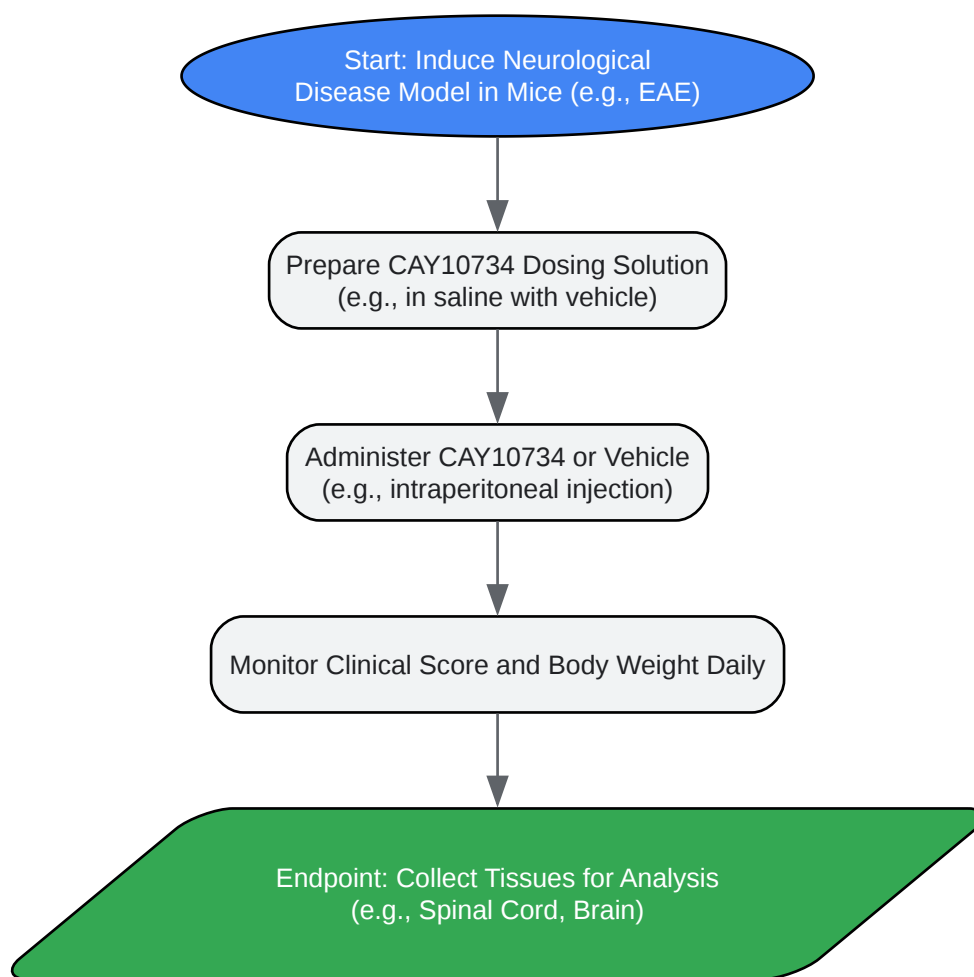 Start: Induce Neurological
Disease Model in Mice (e.g., EAE)
Prepare CAY10734 Dosing Solution
(e.g., in saline with vehicle)
Administer CAY10734 or Vehicle
(e.g., intraperitoneal injection)
Monitor Clinical Score and Body Weight Daily
Endpoint: Collect Tissues for Analysis
(e.g., Spinal Cord, Brain)